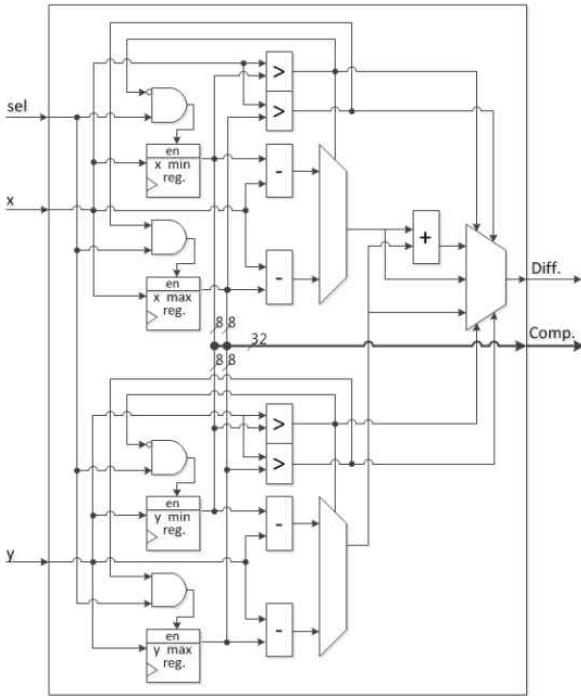 >
sel
>
en
x min
reg.
-
x
+
en
-
x max
reg.
Diff.
8 8
32
Comp.
8 8
>
>
en
y min
reg.
-
y
en
-
y max
reg.